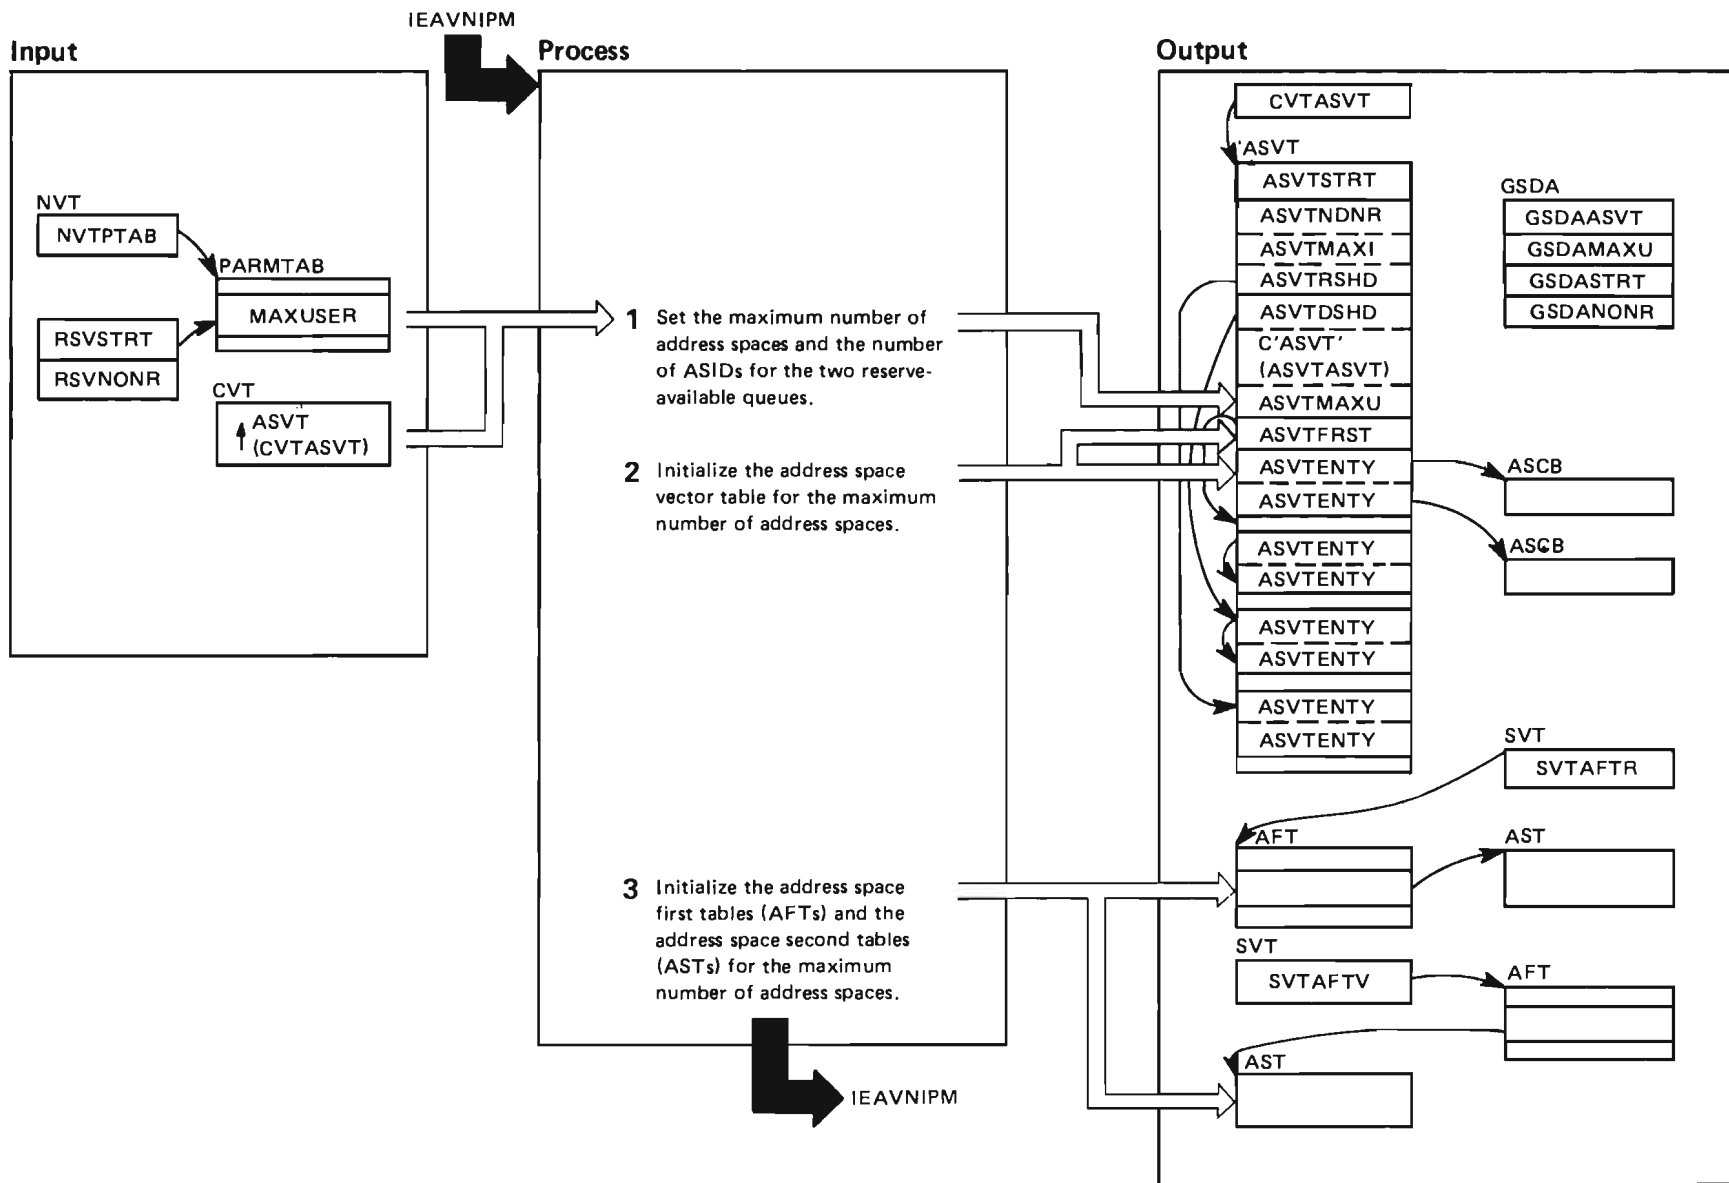 IEAVNIPM
Input
Process
Output
NVT
NVTPTAB
PARMTAB
MAXUSER
RSVSTRT
RSVNONR
CVT
ASVT
(CVTASVT)
1 Set the maximum number of
address spaces and the number
of ASIDs for the two reserve-
available queues.
2 Initialize the address space
vector table for the maximum
number of address spaces.
3 Initialize the address space
first tables (AFTs) and the
address space second tables
(ASTs) for the maximum
number of address spaces.
IEAVNIPM
CVTASVT
'ASVT
ASVTSTRT
ASVTNDNR
ASVTMAXI
ASVTRSHD
ASVTDSHD
C'ASVT'
(ASVTASVT)
ASVTMAXU
ASVTFRST
ASVTENTY
ASVTENTY
ASVTENTY
ASVTENTY
ASVTENTY
ASVTENTY
ASVTENTY
ASVTENTY
GSDA
GSDAASVT
GSDAMAXU
GSDASTRT
GSDANONR
ASCB
ASCB
SVT
SVTAFTR
AFT
AST
SVT
SVTAFTV
AFT
AST